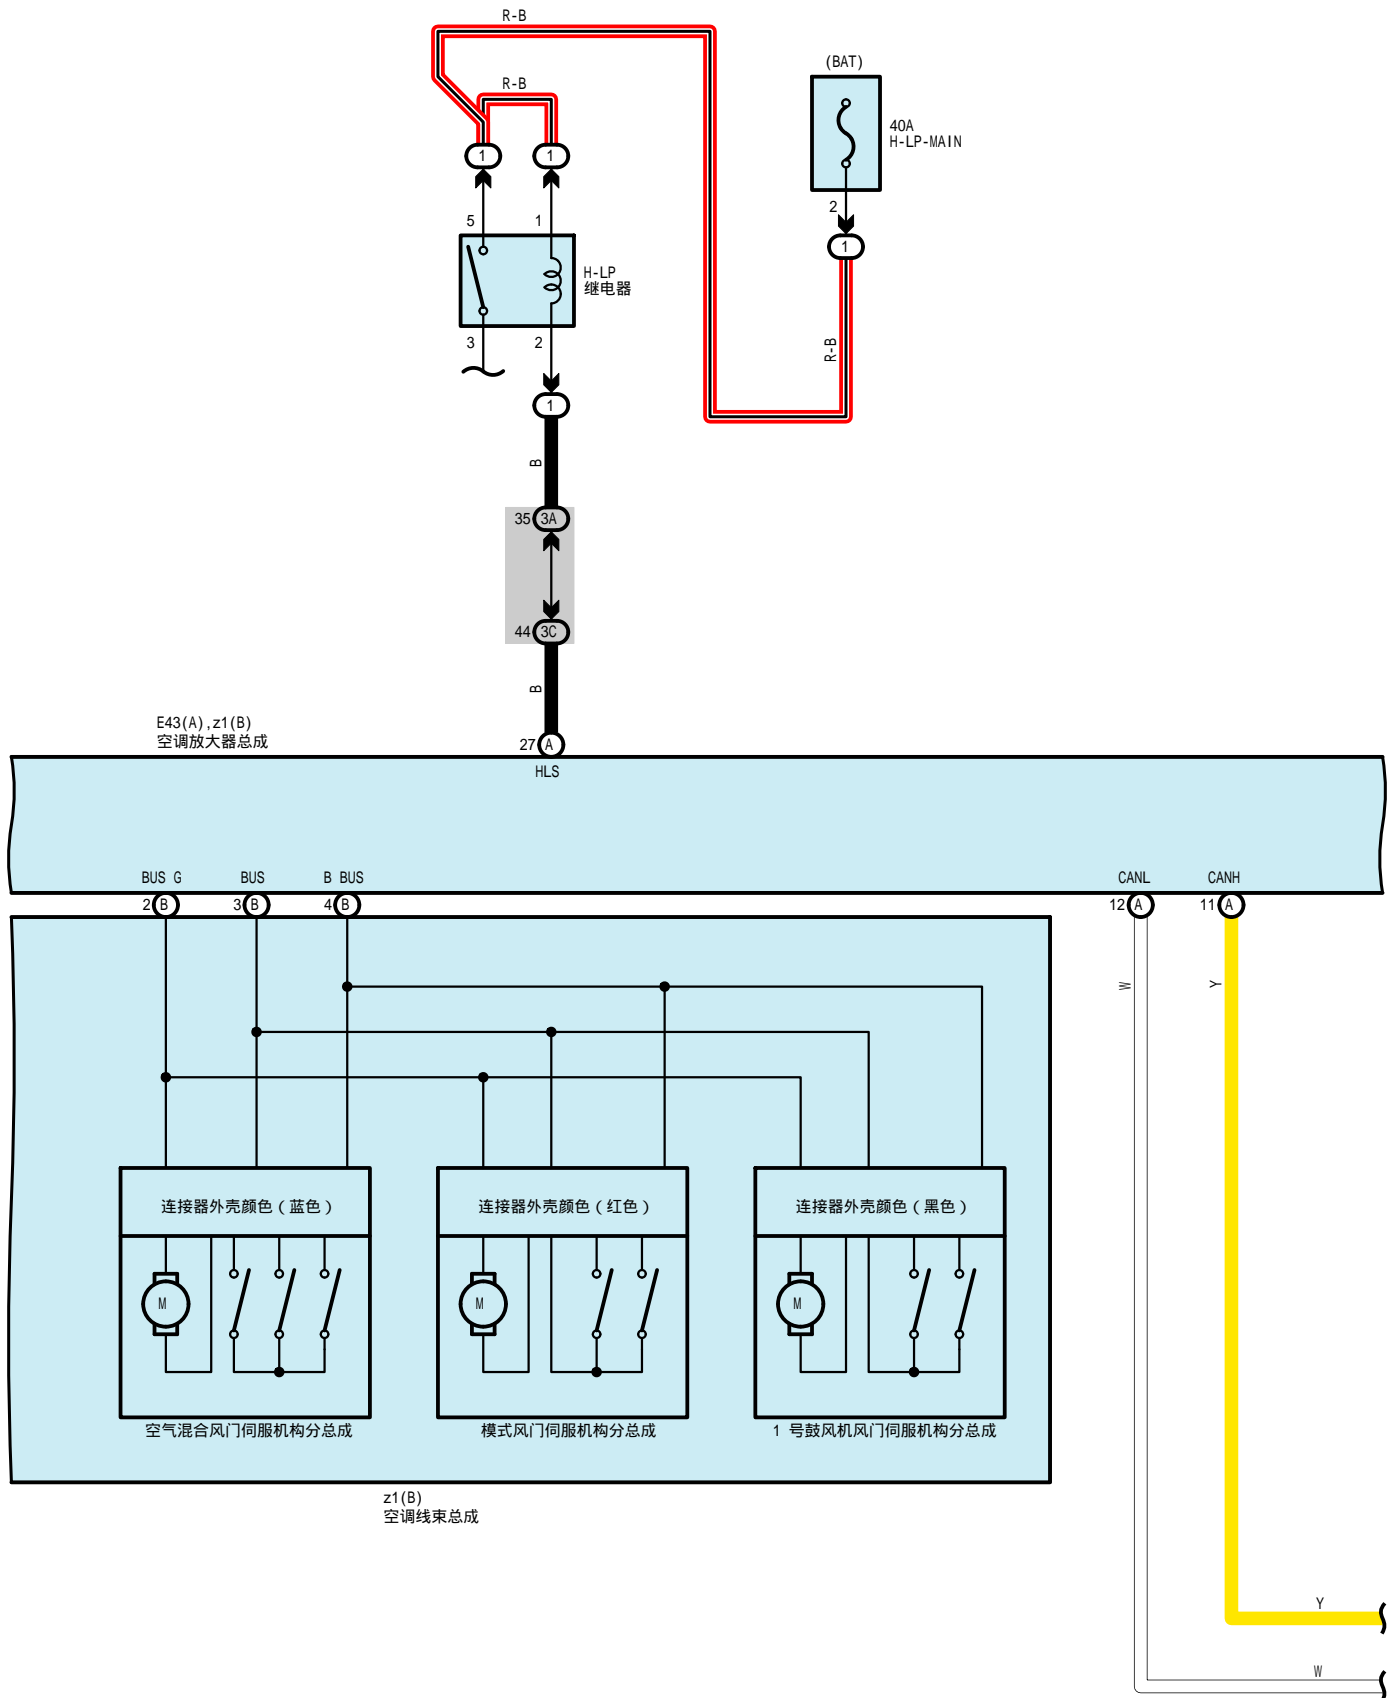 R-B
(BAT)
R-B
40A
H-LP-MAIN
1
1
2
5
1
1
H-LP
继电器
3
2
R-B
1
B
35
3A
44
3C
B
E43(A),z1(B)
空调放大器总成
27
A
HLS
BUS G
BUS
B BUS
CANL
CANH
2
B
3
B
4
B
12
A
11
A
W
Y
连接器外壳颜色（蓝色）
连接器外壳颜色（红色）
连接器外壳颜色（黑色）
M
M
M
空气混合风门伺服机构分总成
模式风门伺服机构分总成
1 号鼓风机风门伺服机构分总成
z1(B)
空调线束总成
Y
W